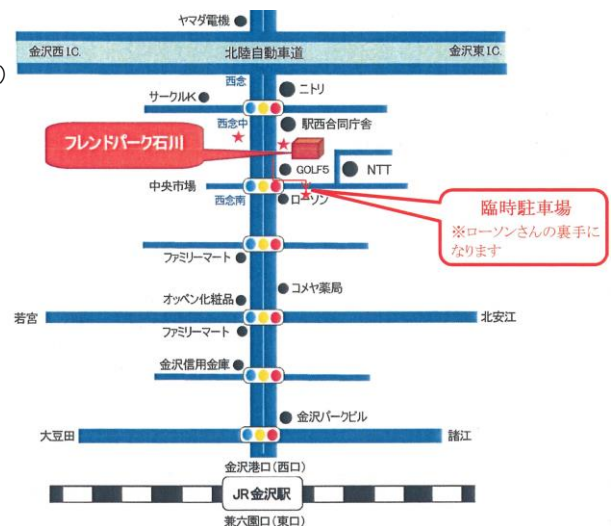 ヤマダ電機
金沢西IC.
北陸自動車道
金沢東IC.
)
西念
ニトリ
サークルK
西念中
駅西合同庁舎
フレンドパーク石川
GOLF5
NTT
中央市場
西念南
ローソン
臨時駐車場
※ローソンさんの裏手に
なります
ファミリーマート
コメヤ薬局
オッペン化粧品
若宮
北安江
ファミリーマート
金沢信用金庫
金沢パークビル
大豆田
諸江
金沢港口(西口)
JR金沢駅
兼六園口(東口)